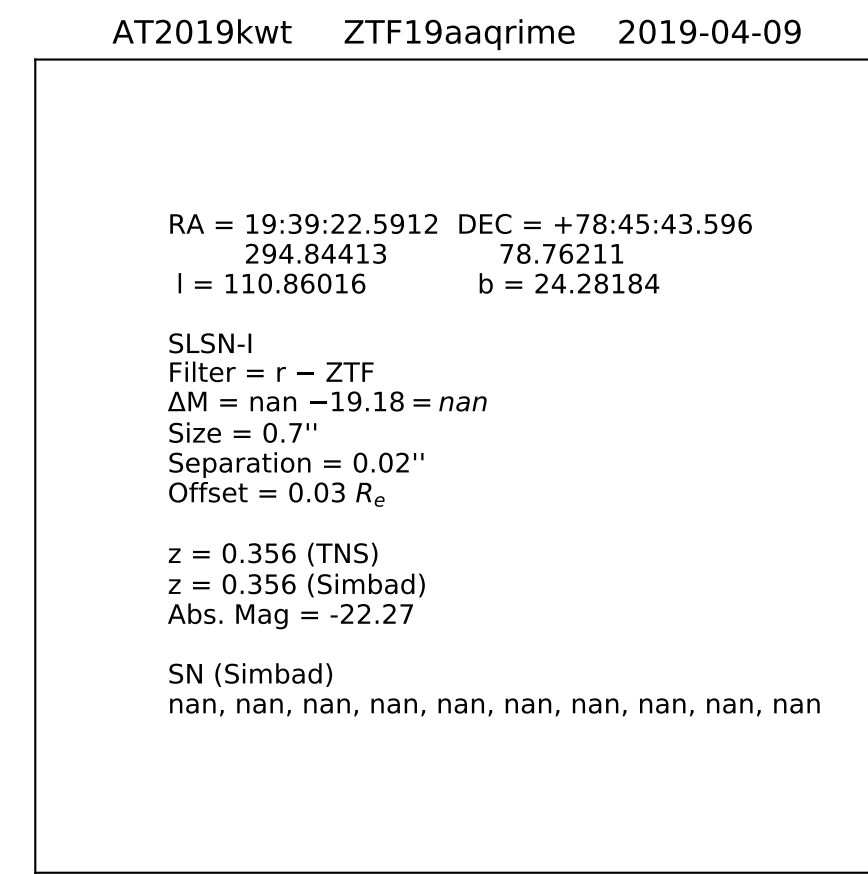 AT2019kwt ZTF19aaqrime 2019-04-09
RA = 19:39:22.5912 DEC = +78:45:43.596
294.84413 78.76211
l = 110.86016 b = 24.28184
SLSN-I
Filter = r − ZTF
ΔM = nan −19.18 = nan
Size = 0.7''
Separation = 0.02''
Offset = 0.03 Rₑ
z = 0.356 (TNS)
z = 0.356 (Simbad)
Abs. Mag = -22.27
SN (Simbad)
nan, nan, nan, nan, nan, nan, nan, nan, nan, nan